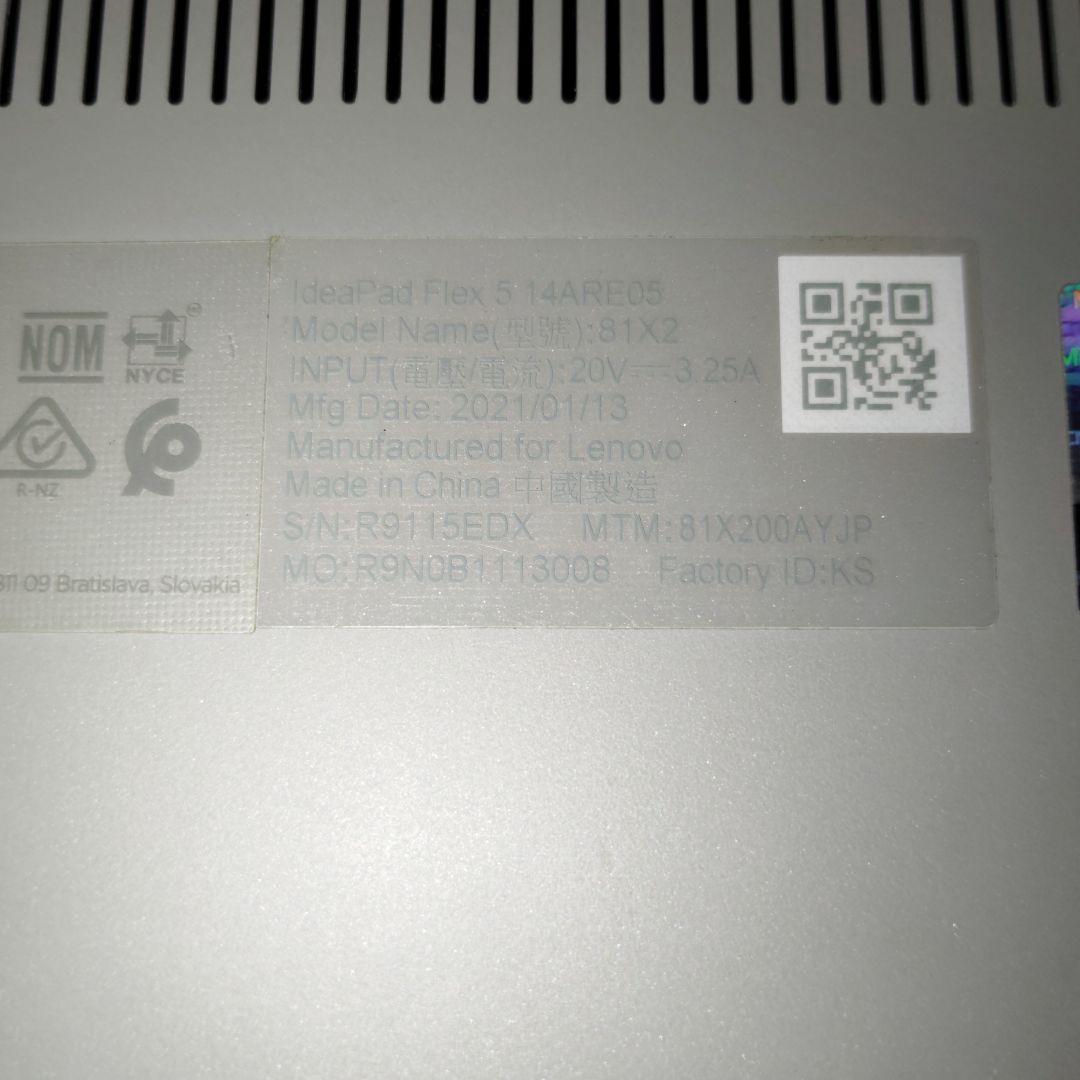 NOM
NYCE
R-NZ
811 09 Bratislava, Slovakia
IdeaPad Flex 5 14ARE05
Model Name(型號):81X2
INPUT(電壓/電流):20V⎓3.25A
Mfg Date: 2021/01/13
Manufactured for Lenovo
Made in China 中國製造
S/N:R9115EDX MTM:81X200AYJP
MO:R9N0B1113008 Factory ID:KS